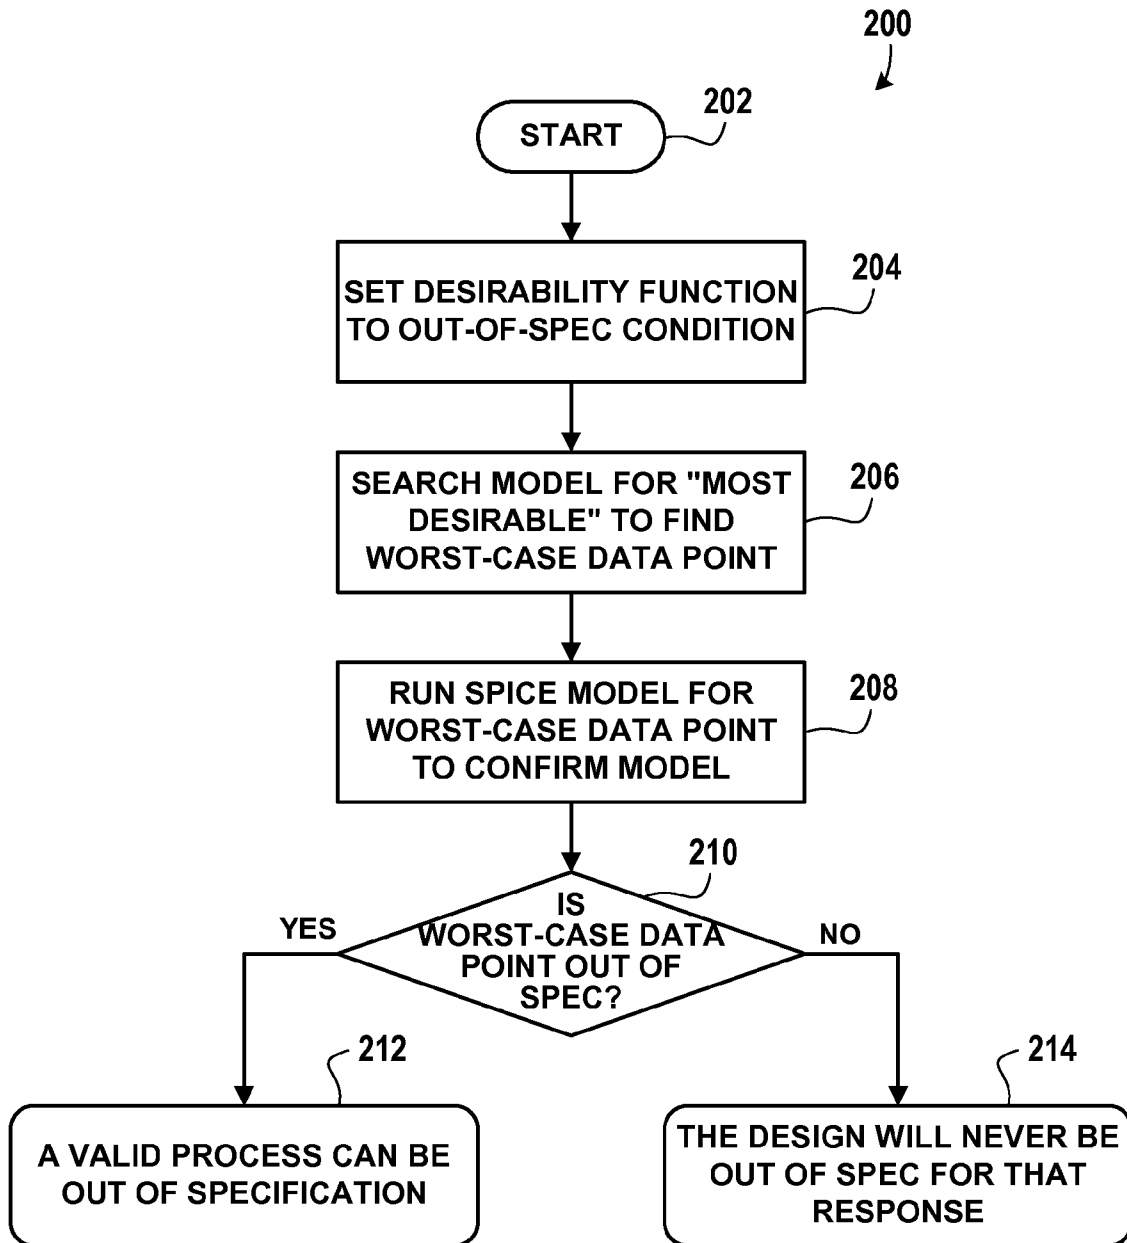 200
202
START
204
SET DESIRABILITY FUNCTION
TO OUT-OF-SPEC CONDITION
206
SEARCH MODEL FOR "MOST
DESIRABLE" TO FIND
WORST-CASE DATA POINT
208
RUN SPICE MODEL FOR
WORST-CASE DATA POINT
TO CONFIRM MODEL
210
IS
WORST-CASE DATA
POINT OUT OF
SPEC?
YES
NO
212
A VALID PROCESS CAN BE
OUT OF SPECIFICATION
214
THE DESIGN WILL NEVER BE
OUT OF SPEC FOR THAT
RESPONSE